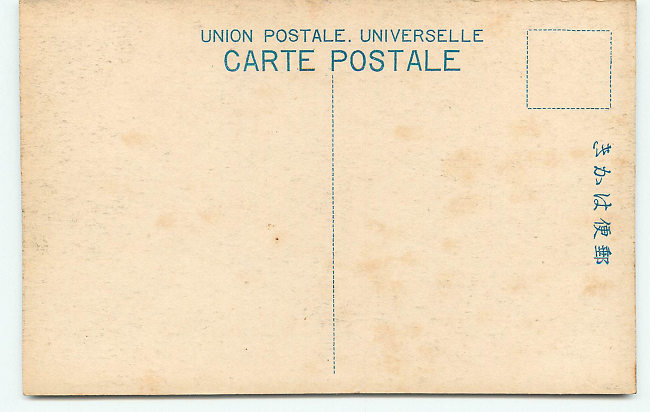 UNION POSTALE. UNIVERSELLE
CARTE POSTALE
郵便はかき